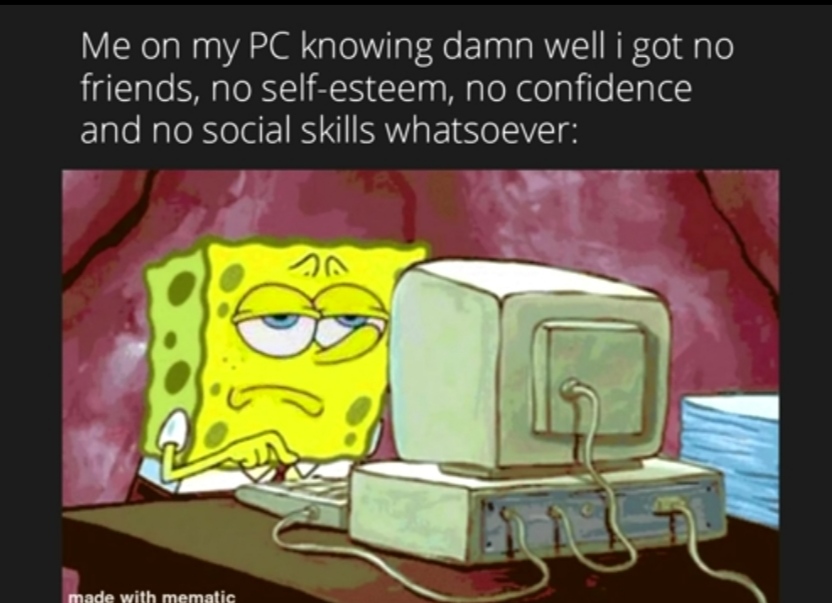 Me on my PC knowing damn well i got no
friends, no self-esteem, no confidence
and no social skills whatsoever:
made with mematic